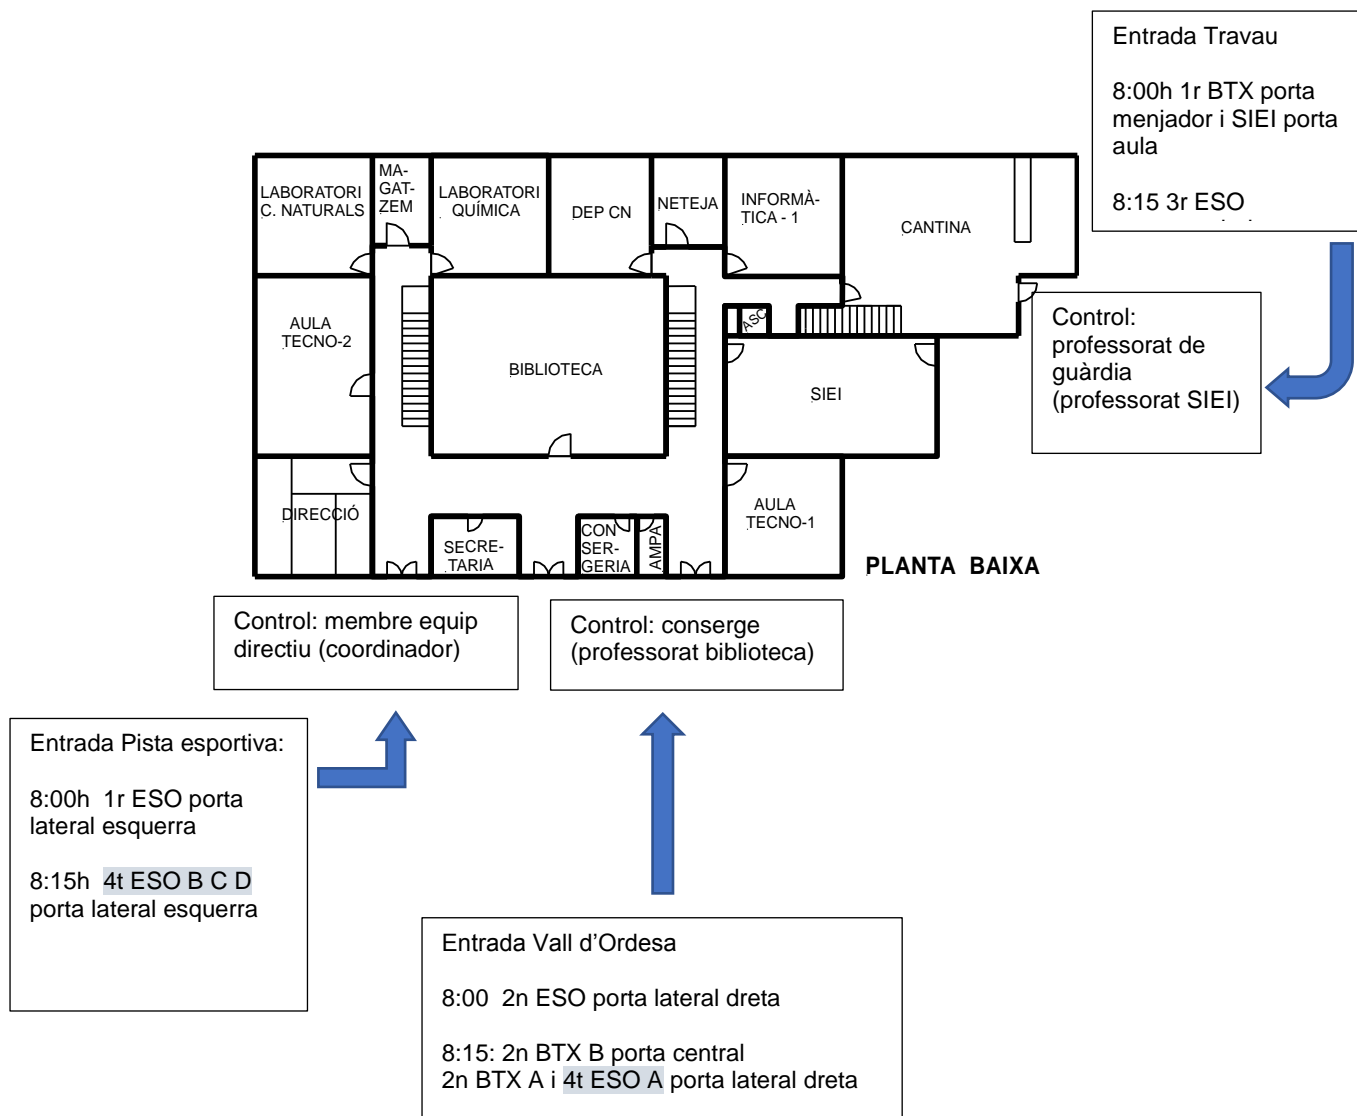 Entrada Travau
8:00h 1r BTX porta
menjador i SIEI porta
aula
8:15 3r ESO
LABORATORI
C. NATURALS
MA-
GAT-
ZEM
LABORATORI
QUÍMICA
DEP CN
NETEJA
INFORMÀ-
TICA - 1
CANTINA
AULA
TECNO-2
BIBLIOTECA
ASC
SIEI
Control:
professorat de
guàrdia
(professorat SIEI)
DIRECCIÓ
SECRE-
TARIA
CON
SER-
GERIA
AMPA
AULA
TECNO-1
PLANTA BAIXA
Control: membre equip
directiu (coordinador)
Control: conserge
(professorat biblioteca)
Entrada Pista esportiva:
8:00h 1r ESO porta
lateral esquerra
8:15h 4t ESO B C D
porta lateral esquerra
Entrada Vall d’Ordesa
8:00 2n ESO porta lateral dreta
8:15: 2n BTX B porta central
2n BTX A i 4t ESO A porta lateral dreta